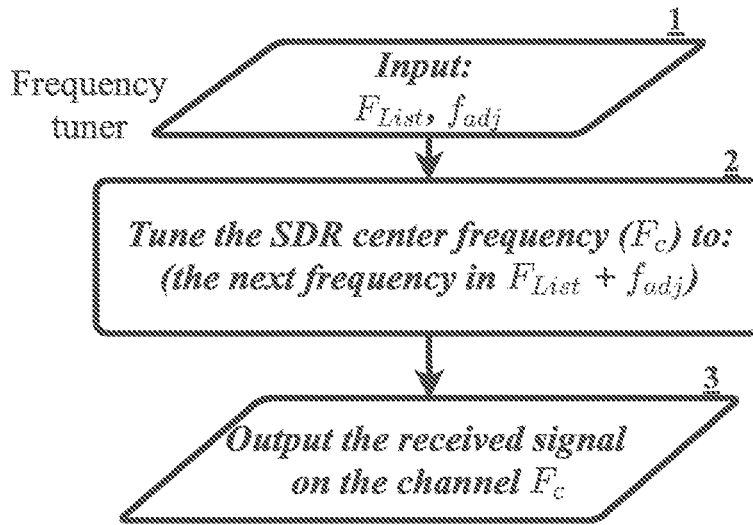 1
Input:
Frequency
tuner
F_List, f_adj
2
Tune the SDR center frequency (F_c) to:
(the next frequency in F_List + f_adj)
3
Output the received signal
on the channel F_c